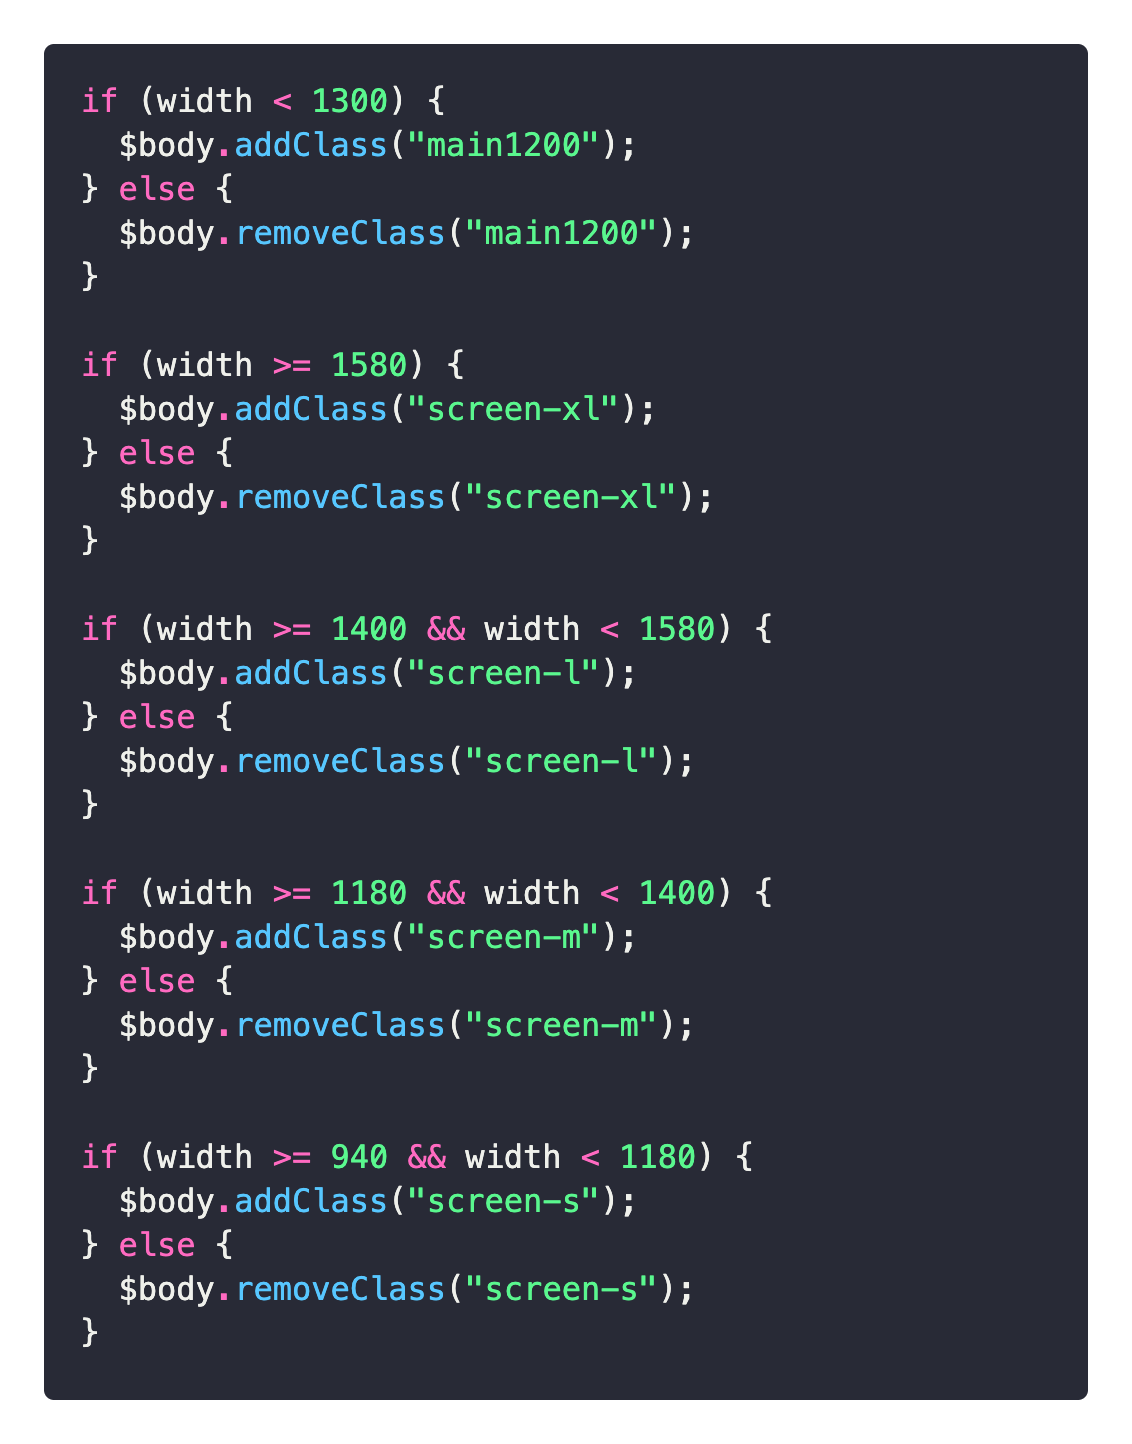 if (width < 1300) {
  $body.addClass("main1200");
} else {
  $body.removeClass("main1200");
}

if (width >= 1580) {
  $body.addClass("screen-xl");
} else {
  $body.removeClass("screen-xl");
}

if (width >= 1400 && width < 1580) {
  $body.addClass("screen-l");
} else {
  $body.removeClass("screen-l");
}

if (width >= 1180 && width < 1400) {
  $body.addClass("screen-m");
} else {
  $body.removeClass("screen-m");
}

if (width >= 940 && width < 1180) {
  $body.addClass("screen-s");
} else {
  $body.removeClass("screen-s");
}